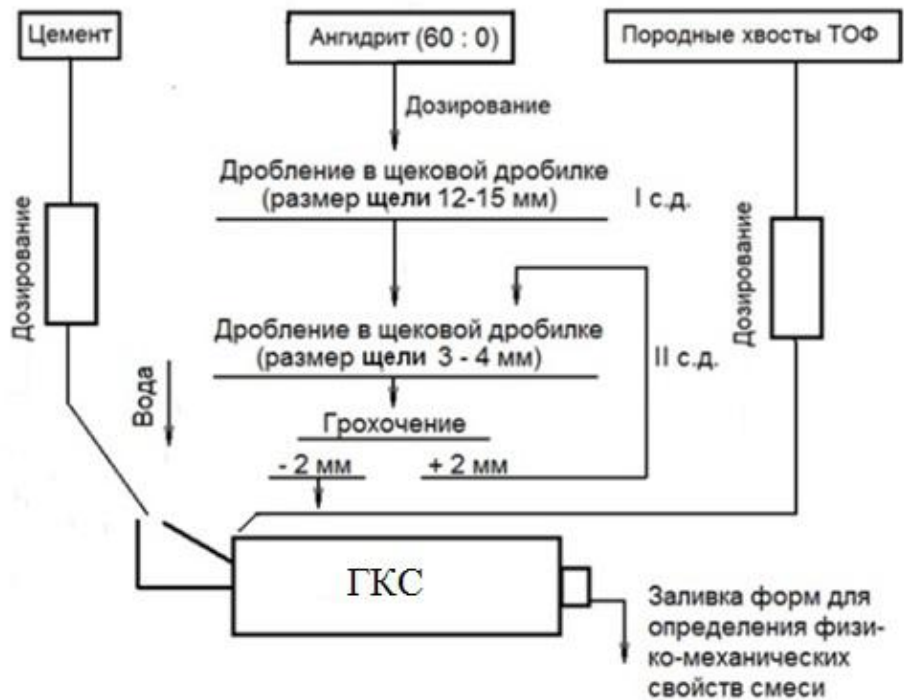 Цемент
Ангидрит (60 : 0)
Породные хвосты ТОФ
Дозирование
Дробление в щековой дробилке
(размер щели 12-15 мм)
I с.д.
Дозирование
Дозирование
Дробление в щековой дробилке
(размер щели 3 - 4 мм)
II с.д.
Вода
Грохочение
- 2 мм
+ 2 мм
ГКС
Заливка форм для
определения физи-
ко-механических
свойств смеси